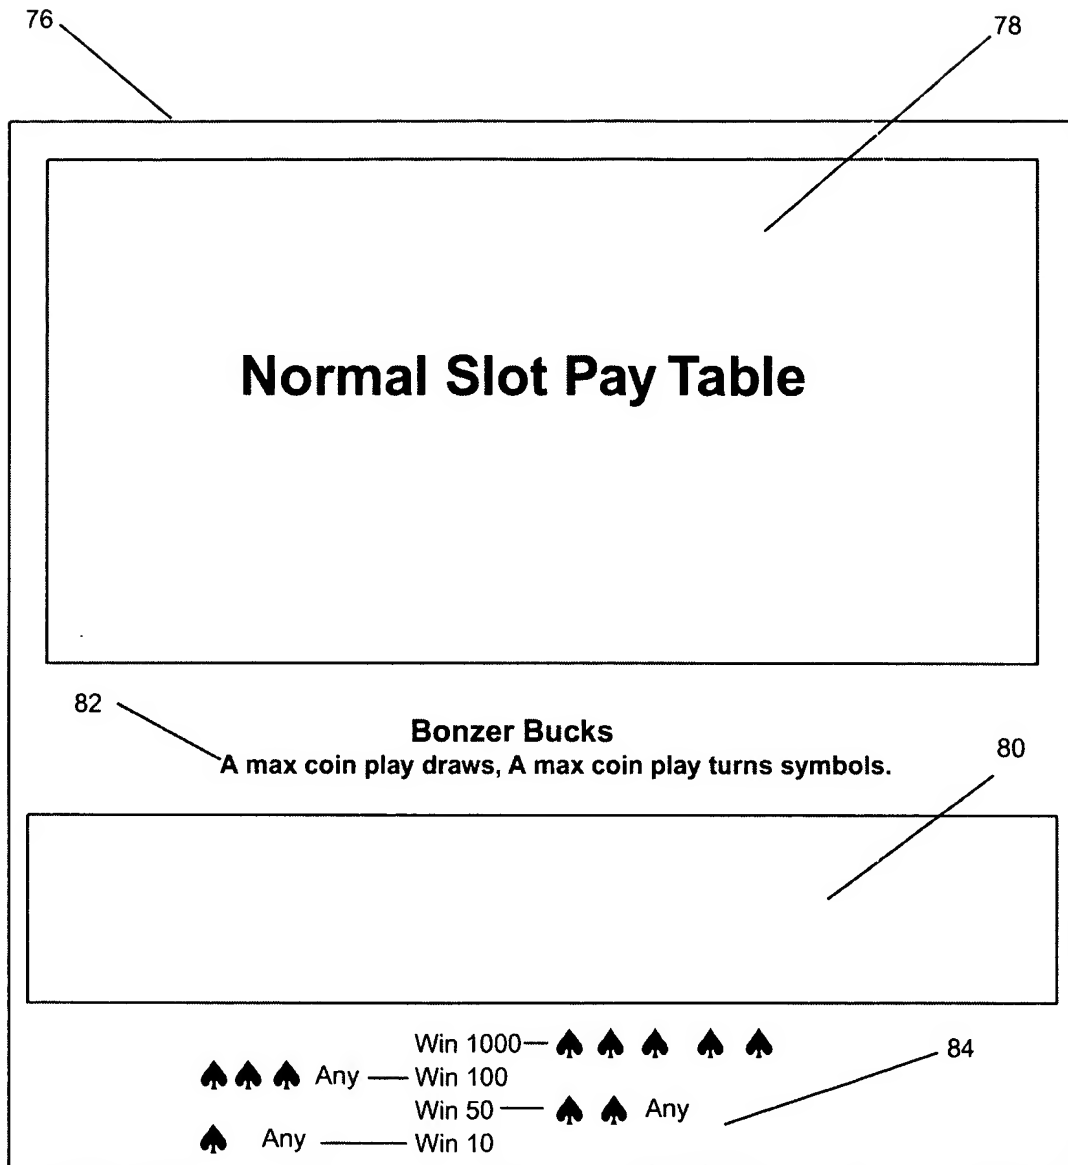 76
78
Normal Slot Pay Table
82
Bonzer Bucks
A max coin play draws, A max coin play turns symbols.
80
Win 1000— ♠ ♠ ♠ ♠ ♠
♠ ♠ ♠ Any — Win 100
84
Win 50 — ♠ ♠ Any
♠ Any — Win 10